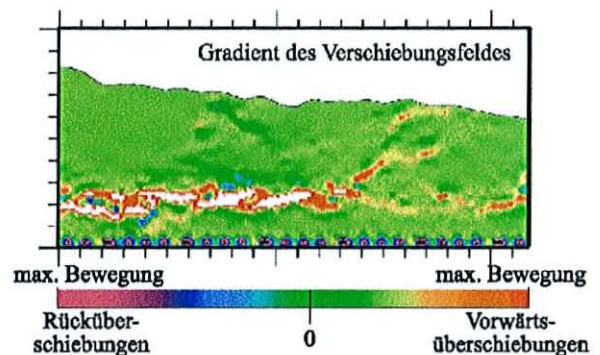 Gradient des Verschiebungsfeldes
max. Bewegung max. Bewegung
Rücküber-
schiebungen
0
Vorwärts-
überschiebungen